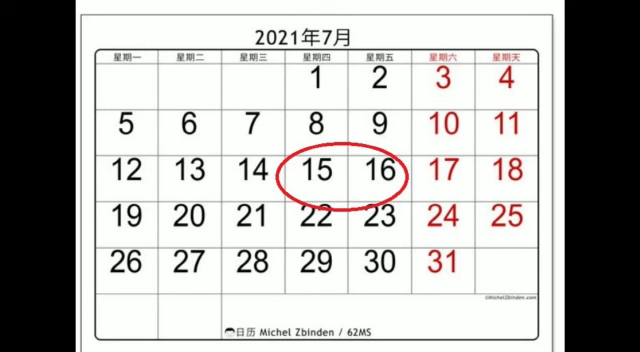 2021年7月
星期一 星期二 星期三 星期四 星期五 星期六 星期天
1 2 3 4
5 6 7 8 9 10 11
12 13 14 15 16 17 18
19 20 21 22 23 24 25
26 27 28 29 30 31
©MichelZbinden.com
日历 Michel Zbinden / 62MS